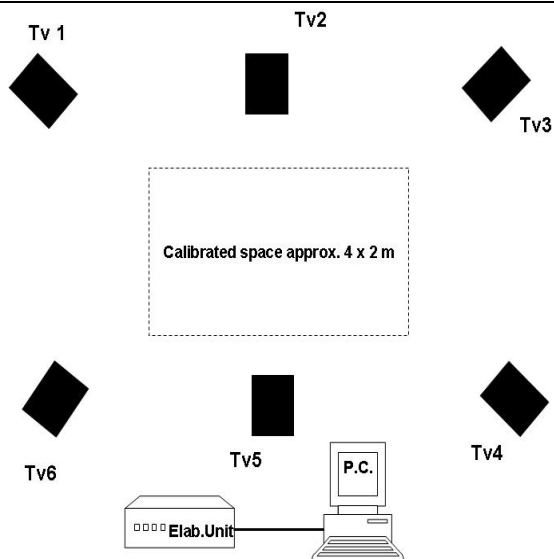 Tv 1
Tv2
Tv3
Calibrated space approx. 4 x 2 m
Tv6
Tv5
Tv4
P.C.
Elab.Unit